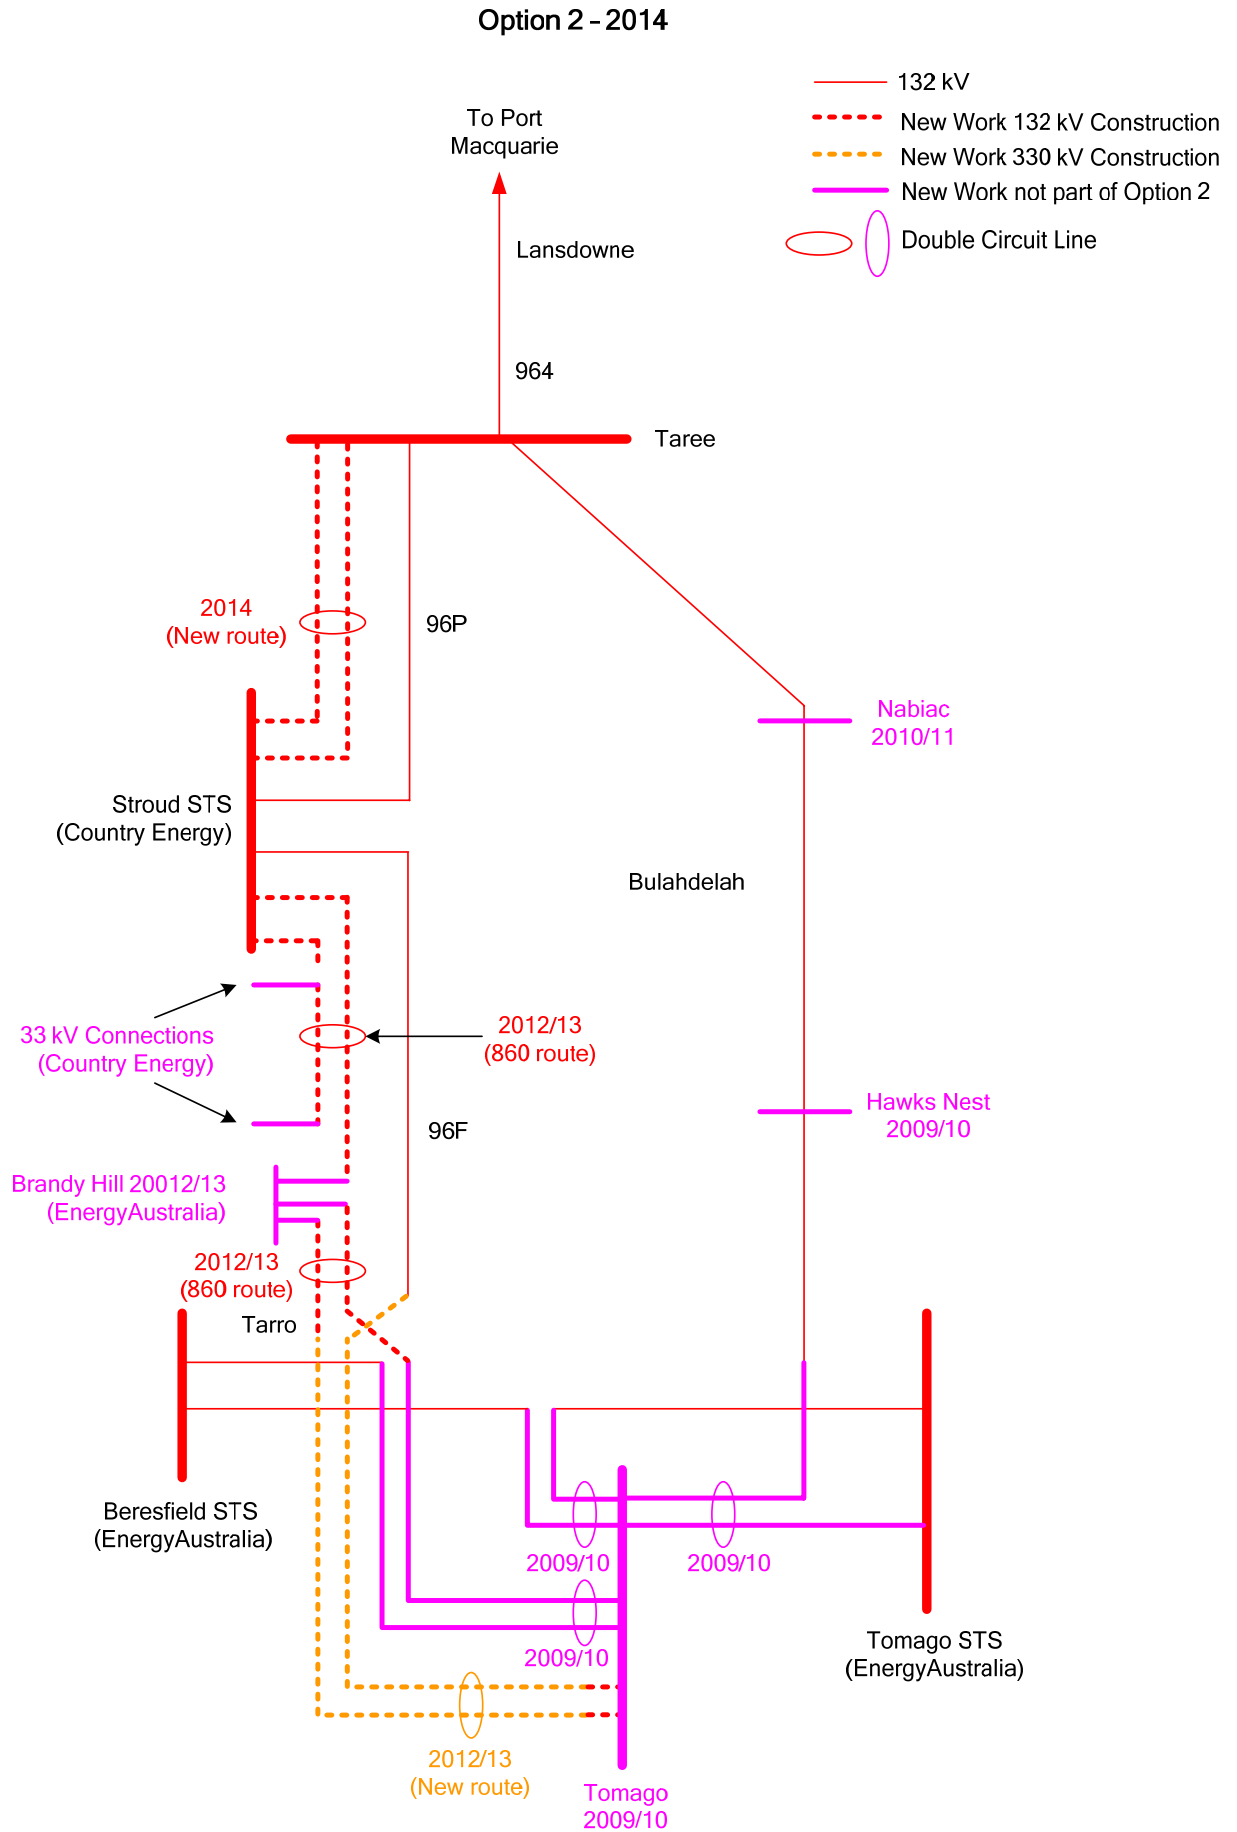 Option 2 – 2014
132 kV
New Work 132 kV Construction
New Work 330 kV Construction
New Work not part of Option 2
Double Circuit Line
To Port
Macquarie
Lansdowne
964
Taree
2014
(New route)
96P
Nabiac
2010/11
Stroud STS
(Country Energy)
Bulahdelah
33 kV Connections
(Country Energy)
2012/13
(860 route)
Hawks Nest
2009/10
96F
Brandy Hill 20012/13
(EnergyAustralia)
2012/13
(860 route)
Tarro
Beresfield STS
(EnergyAustralia)
2009/10
2009/10
2009/10
Tomago STS
(EnergyAustralia)
2012/13
(New route)
Tomago
2009/10